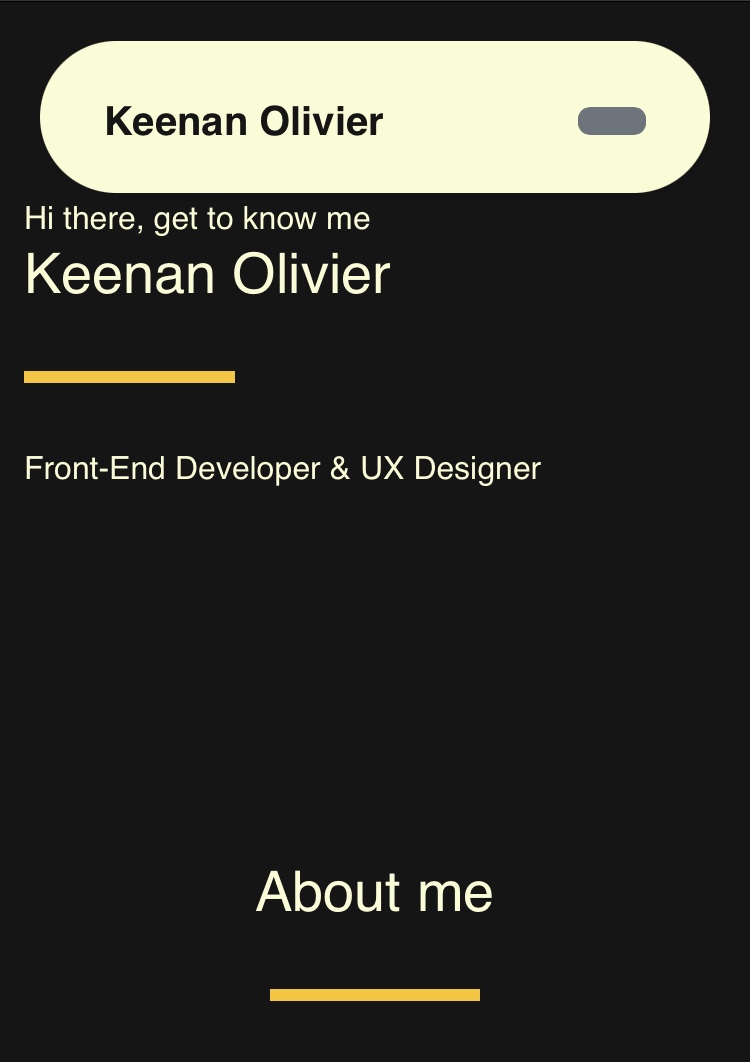 Keenan Olivier
Hi there, get to know me
Keenan Olivier
Front-End Developer & UX Designer
About me